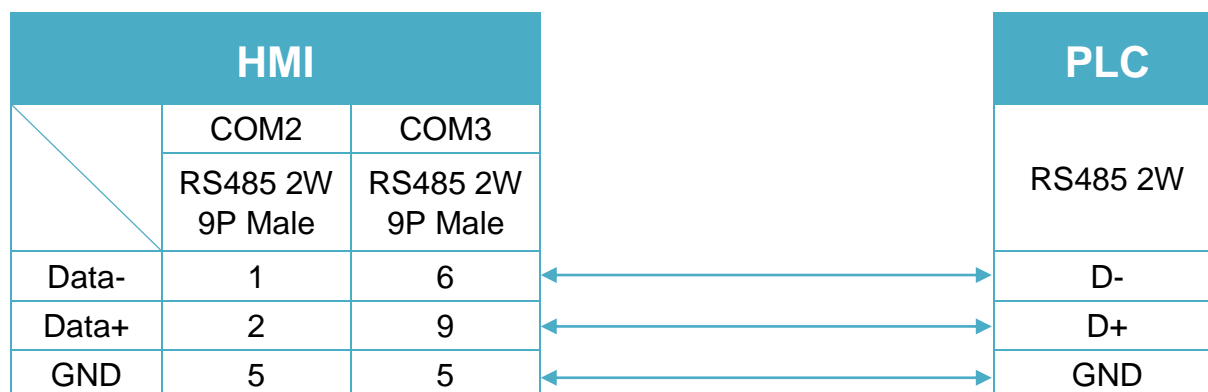 HMI PLC
COM2 COM3
RS485 2W RS485 2W RS485 2W
9P Male 9P Male
Data- 1 6 D-
Data+ 2 9 D+
GND 5 5 GND